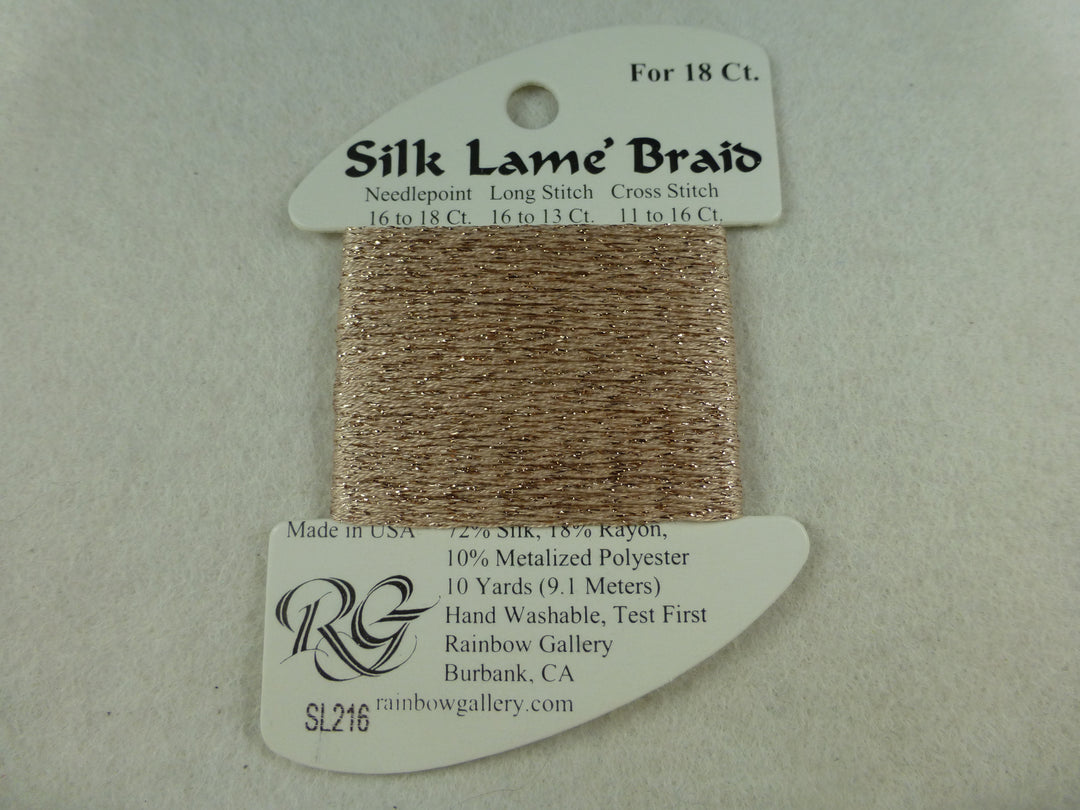 For 18 Ct.
Silk Lame' Braid
Needlepoint Long Stitch Cross Stitch
16 to 18 Ct. 16 to 13 Ct. 11 to 16 Ct.
Made in USA 72% Silk, 18% Rayon,
10% Metalized Polyester
10 Yards (9.1 Meters)
RG
Hand Washable, Test First
Rainbow Gallery
Burbank, CA
SL216 rainbowgallery.com